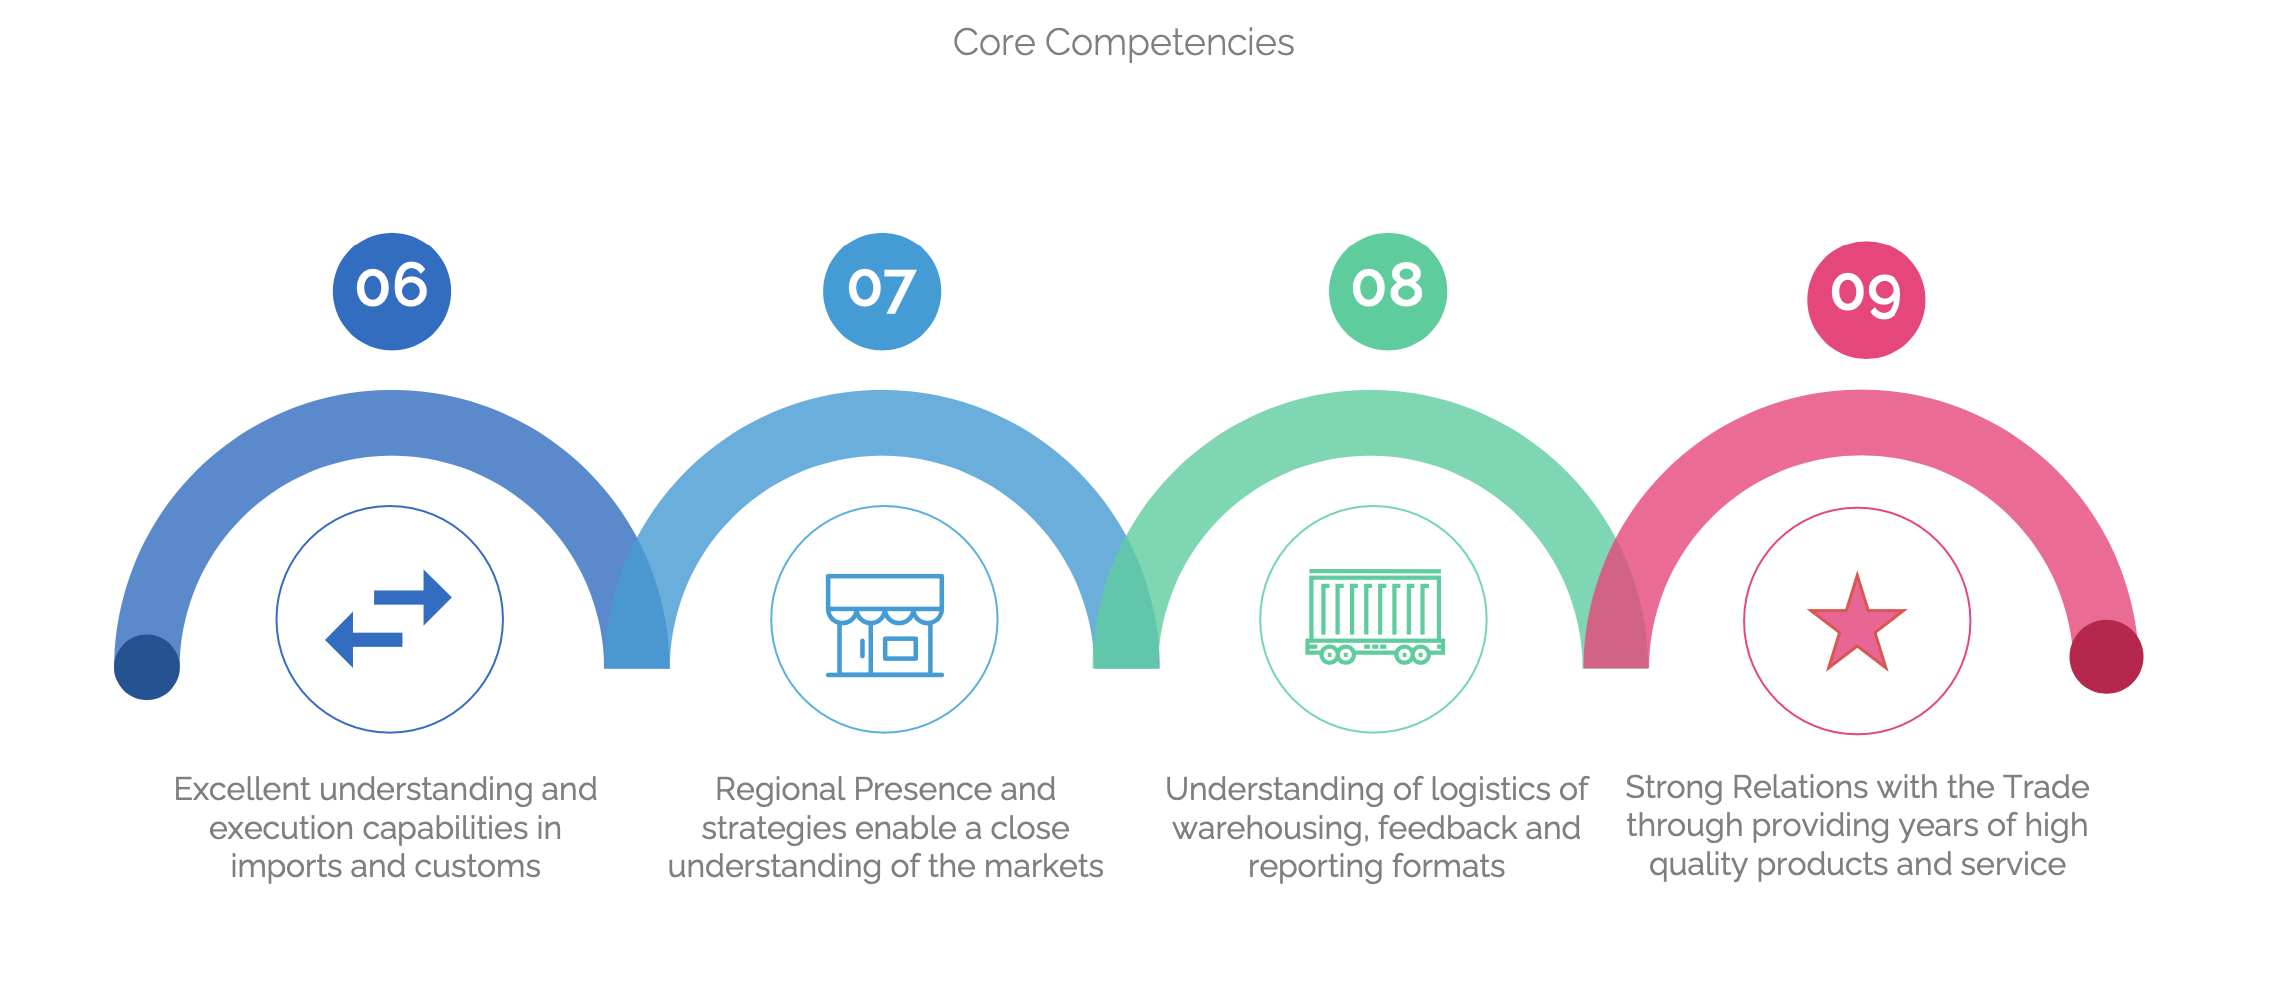 Core Competencies
06
07
08
09
Excellent understanding and
execution capabilities in
imports and customs
Regional Presence and
strategies enable a close
understanding of the markets
Understanding of logistics of
warehousing, feedback and
reporting formats
Strong Relations with the Trade
through providing years of high
quality products and service